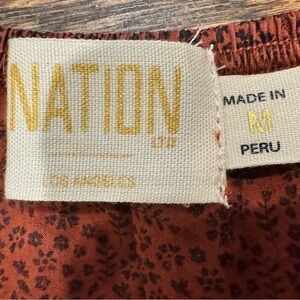 NATION
LTD
LOS ANGELES
MADE IN
M
PERU